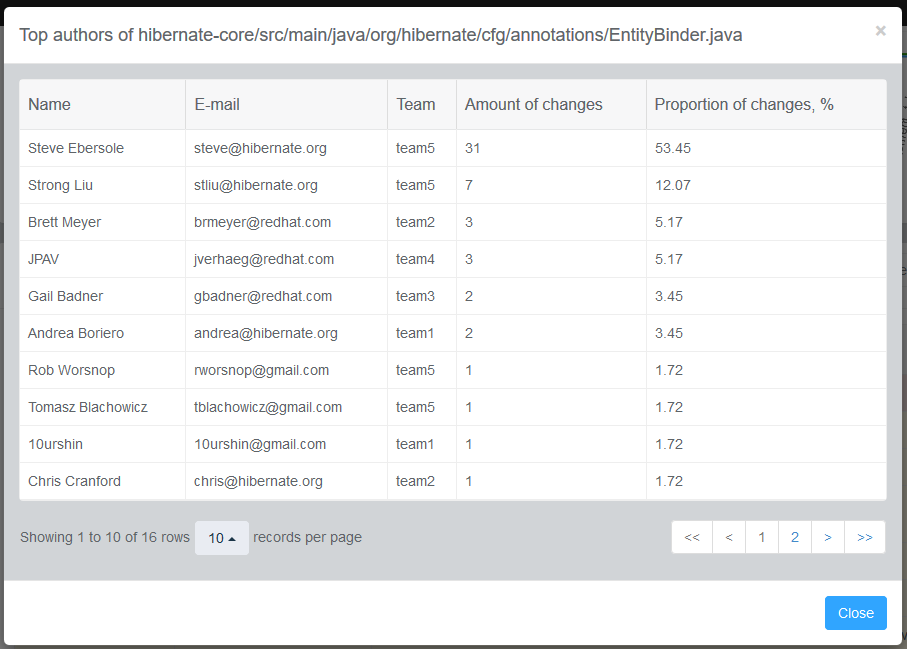 Top authors of hibernate-core/src/main/java/org/hibernate/cfg/annotations/EntityBinder.java ×
Name E-mail Team Amount of changes Proportion of changes, %
Steve Ebersole steve@hibernate.org team5 31 53.45
Strong Liu stliu@hibernate.org team5 7 12.07
Brett Meyer brmeyer@redhat.com team2 3 5.17
JPAV jverhaeg@redhat.com team4 3 5.17
Gail Badner gbadner@redhat.com team3 2 3.45
Andrea Boriero andrea@hibernate.org team1 2 3.45
Rob Worsnop rworsnop@gmail.com team5 1 1.72
Tomasz Blachowicz tblachowicz@gmail.com team5 1 1.72
10urshin 10urshin@gmail.com team1 1 1.72
Chris Cranford chris@hibernate.org team2 1 1.72
Showing 1 to 10 of 16 rows 10 records per page << < 1 2 > >>
Close